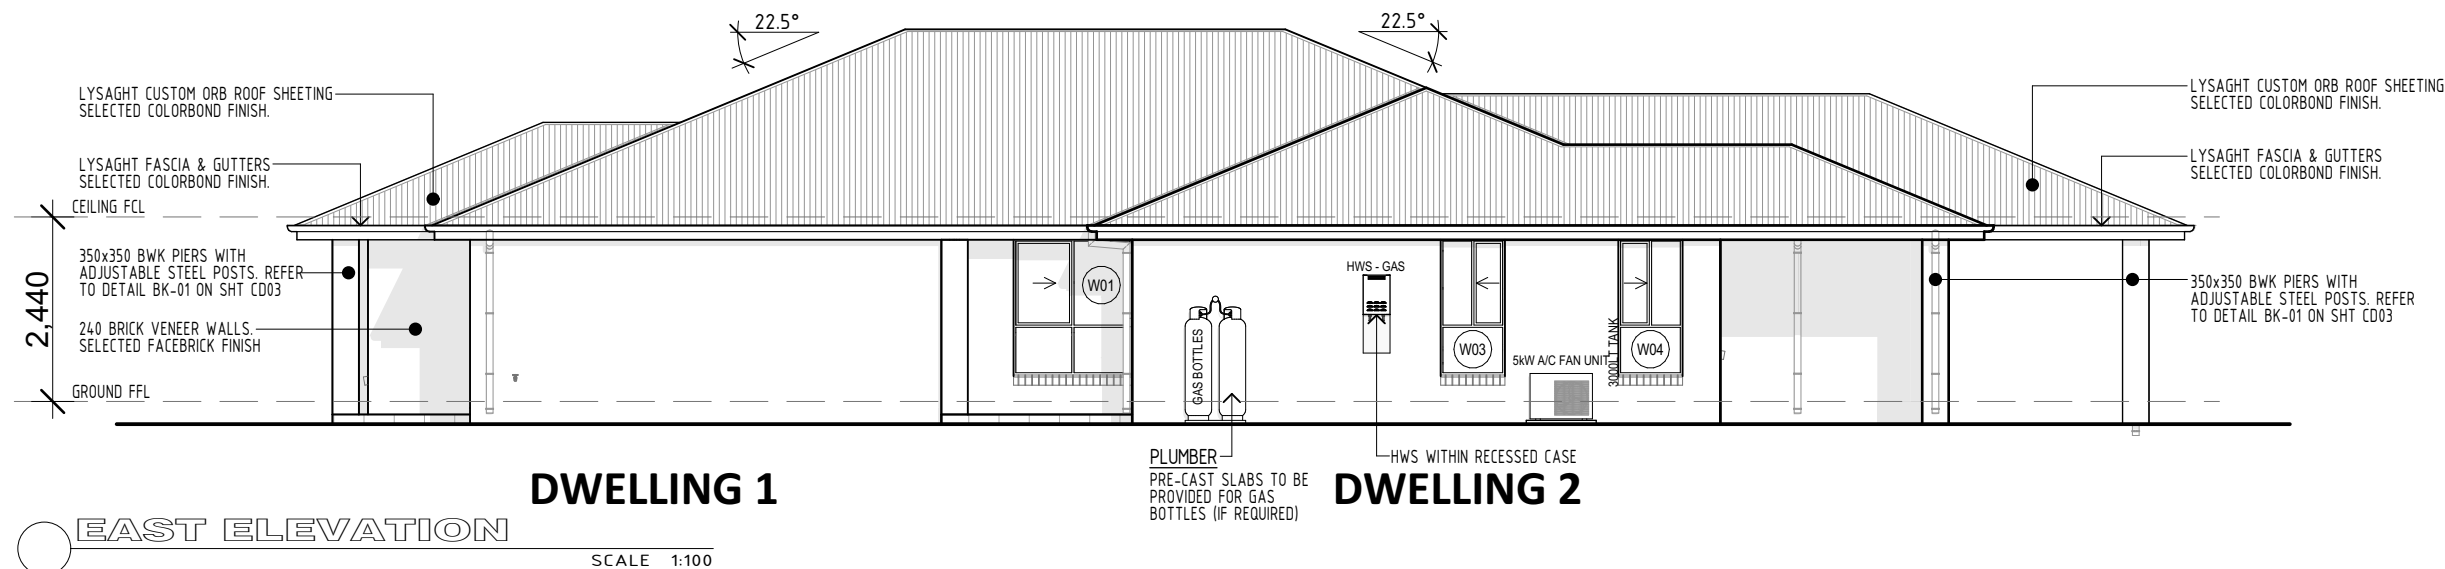 22.5°
22.5°
LYSAGHT CUSTOM ORB ROOF SHEETING
SELECTED COLORBOND FINISH.
LYSAGHT FASCIA & GUTTERS
SELECTED COLORBOND FINISH.
CEILING FCL
350x350 BWK PIERS WITH
ADJUSTABLE STEEL POSTS. REFER
TO DETAIL BK-01 ON SHT CD03
2,440
240 BRICK VENEER WALLS.
SELECTED FACEBRICK FINISH
GROUND FFL
W01
GAS BOTTLES
HWS - GAS
W03
5kW A/C FAN UNIT
3000LT TANK
W04
LYSAGHT CUSTOM ORB ROOF SHEETING
SELECTED COLORBOND FINISH.
LYSAGHT FASCIA & GUTTERS
SELECTED COLORBOND FINISH.
350x350 BWK PIERS WITH
ADJUSTABLE STEEL POSTS. REFER
TO DETAIL BK-01 ON SHT CD03
PLUMBER
PRE-CAST SLABS TO BE
PROVIDED FOR GAS
BOTTLES (IF REQUIRED)
HWS WITHIN RECESSED CASE
DWELLING 1
DWELLING 2
EAST ELEVATION
SCALE 1:100